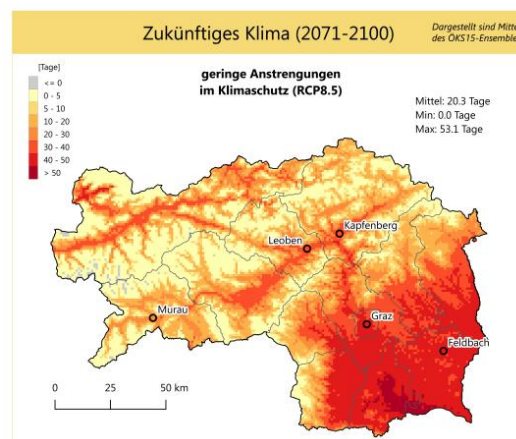 Zukünftiges Klima (2071-2100)
Dargestellt sind Mitte
des ÖKS15-Ensemble
geringe Anstrengungen
im Klimaschutz (RCP8.5)
[Tage]
<= 0
0 - 5
5 - 10
10 - 20
20 - 30
30 - 40
40 - 50
> 50
Mittel: 20.3 Tage
Min: 0.0 Tage
Max: 53.1 Tage
Kapfenberg
Leoben
Murau
Graz
Feldbach
0 25 50 km